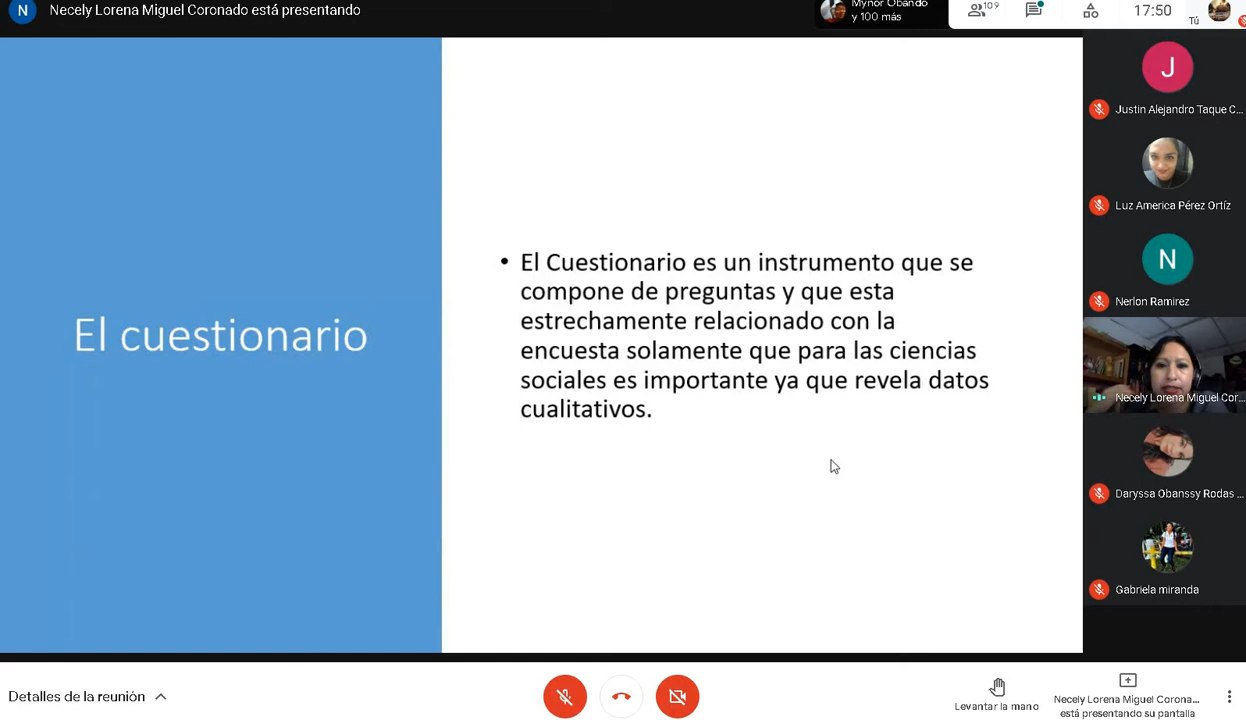 N
Necely Lorena Miguel Coronado está presentando
Mynor Obando
y 100 más
109
17:50
Tú
El cuestionario
• El Cuestionario es un instrumento que se
compone de preguntas y que esta
estrechamente relacionado con la
encuesta solamente que para las ciencias
sociales es importante ya que revela datos
cualitativos.
J
Justin Alejandro Taque C...
Luz America Pérez Ortíz
N
Nerlon Ramirez
Necely Lorena Miguel Cor...
Daryssa Obanssy Rodas ...
Gabriela miranda
Detalles de la reunión
Levantar la mano
Necely Lorena Miguel Corona...
está presentando su pantalla